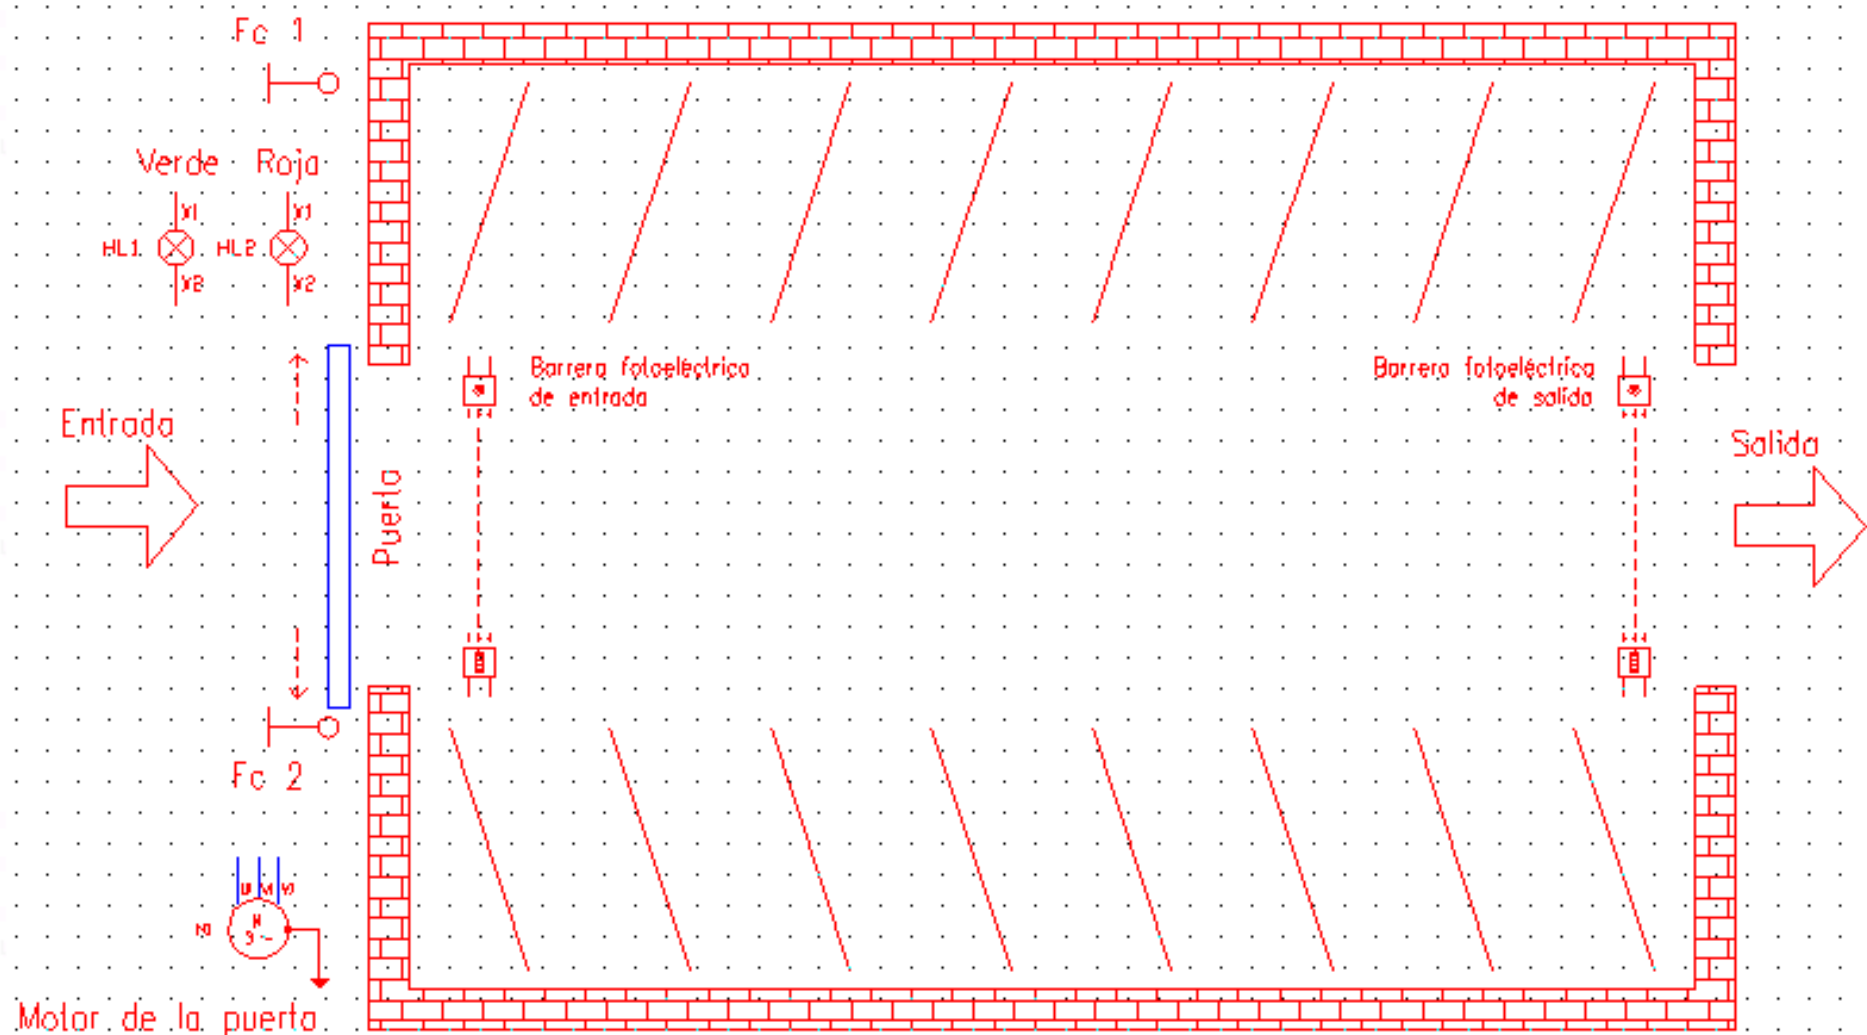 Fc 1
Verde Roja
X1 X1
HL1 HL2
X2 X2
Barrera fotoeléctrica
de entrada
Barrera fotoeléctrica
de salida
Entrada
Salida
Puerta
Fc 2
U V W
M
3~
Motor de la puerta